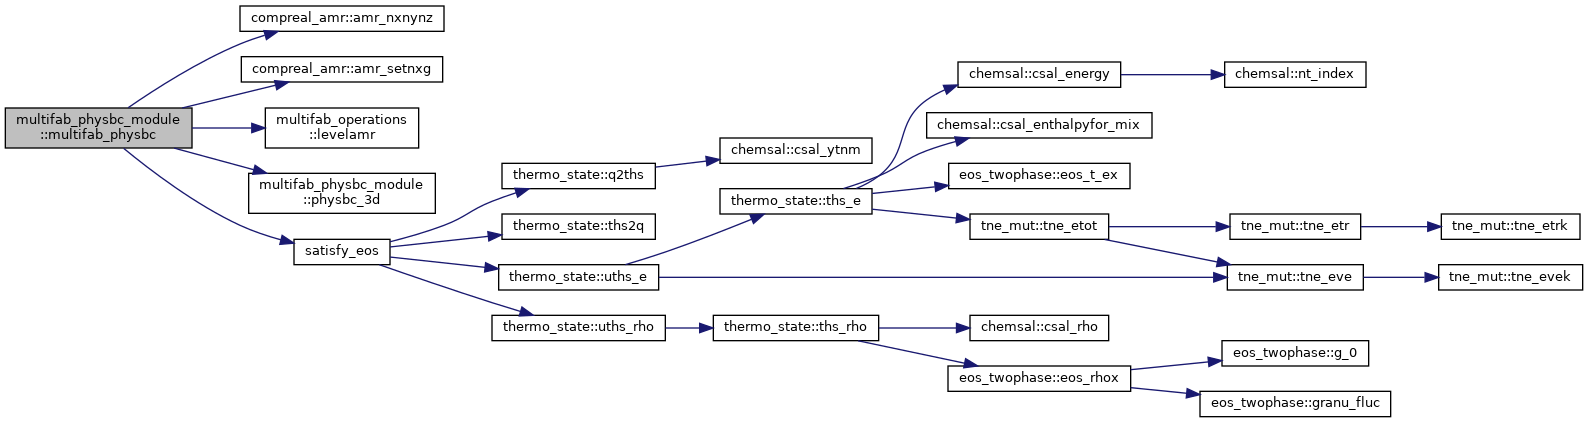 multifab_physbc_module
::multifab_physbc
compreal_amr::amr_nxnynz
compreal_amr::amr_setnxg
multifab_operations
::levelamr
multifab_physbc_module
::physbc_3d
satisfy_eos
thermo_state::q2ths
thermo_state::ths2q
thermo_state::uths_e
thermo_state::uths_rho
chemsal::csal_ytnm
thermo_state::ths_e
thermo_state::ths_rho
chemsal::csal_energy
chemsal::csal_enthalpyfor_mix
eos_twophase::eos_t_ex
tne_mut::tne_etot
chemsal::csal_rho
eos_twophase::eos_rhox
chemsal::nt_index
tne_mut::tne_etr
tne_mut::tne_eve
eos_twophase::g_0
eos_twophase::granu_fluc
tne_mut::tne_etrk
tne_mut::tne_evek